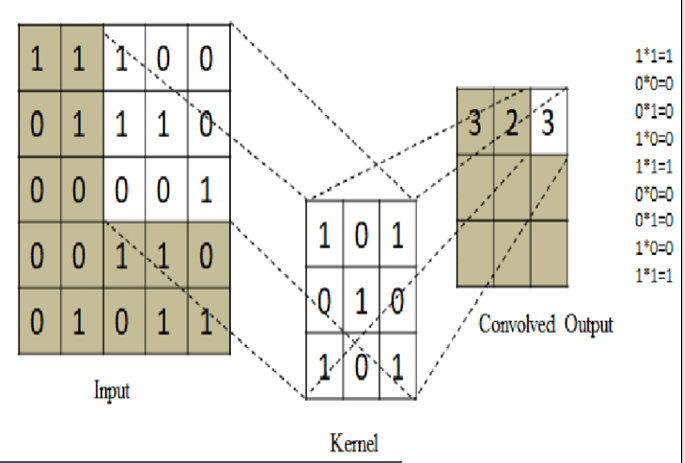 1 1 1 0 0
0 1 1 1 0
0 0 0 0 1
0 0 1 1 0
0 1 0 1 1
Input
1 0 1
0 1 0
1 0 1
Kernel
3 2 3
Convolved Output
1*1=1
0*0=0
0*1=0
1*0=0
1*1=1
0*0=0
0*1=0
1*0=0
1*1=1